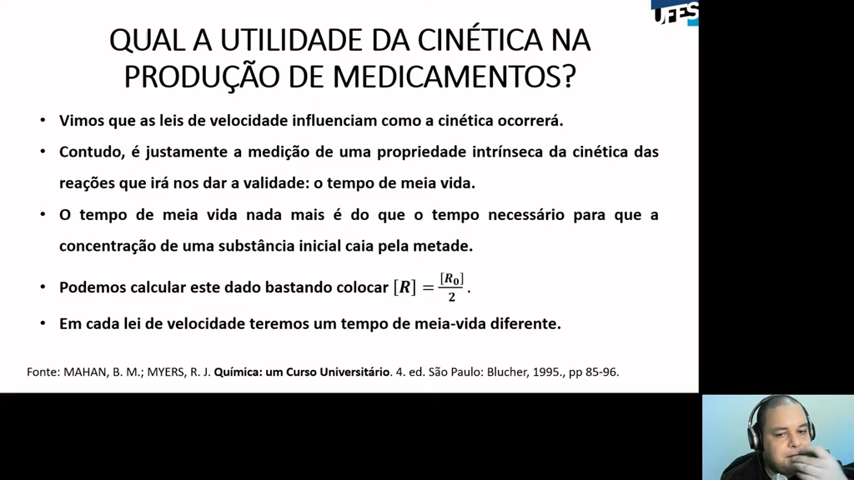 UFES
QUAL A UTILIDADE DA CINÉTICA NA
PRODUÇÃO DE MEDICAMENTOS?
• Vimos que as leis de velocidade influenciam como a cinética ocorrerá.
• Contudo, é justamente a medição de uma propriedade intrínseca da cinética das
reações que irá nos dar a validade: o tempo de meia vida.
• O tempo de meia vida nada mais é do que o tempo necessário para que a
concentração de uma substância inicial caia pela metade.
• Podemos calcular este dado bastando colocar [R] = [R₀]/2.
• Em cada lei de velocidade teremos um tempo de meia-vida diferente.
Fonte: MAHAN, B. M.; MYERS, R. J. Química: um Curso Universitário. 4. ed. São Paulo: Blucher, 1995., pp 85-96.